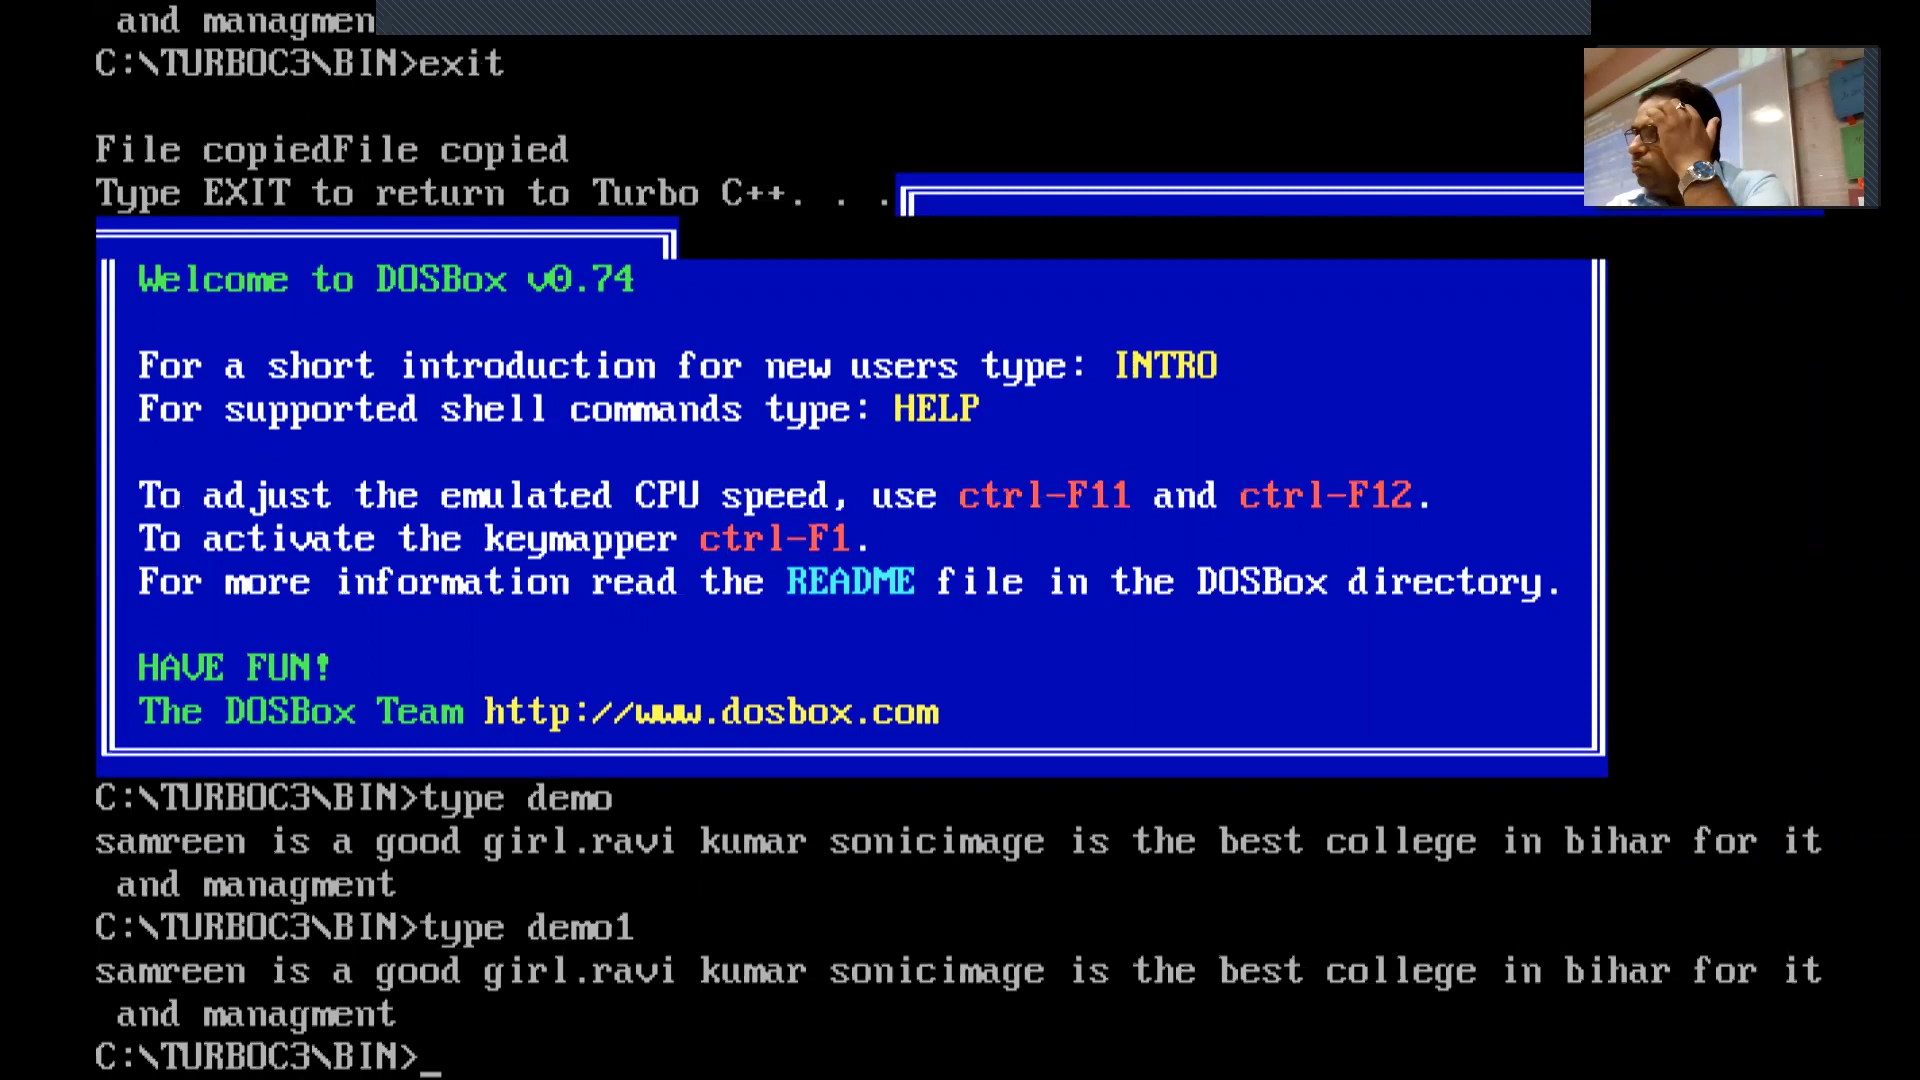 and managmen
C:\TURBOC3\BIN>exit
File copiedFile copied
Type EXIT to return to Turbo C++. . .
Welcome to DOSBox v0.74
For a short introduction for new users type: INTRO
For supported shell commands type: HELP
To adjust the emulated CPU speed, use ctrl-F11 and ctrl-F12.
To activate the keymapper ctrl-F1.
For more information read the README file in the DOSBox directory.
HAVE FUN!
The DOSBox Team http://www.dosbox.com
C:\TURBOC3\BIN>type demo
samreen is a good girl.ravi kumar sonicimage is the best college in bihar for it
and managment
C:\TURBOC3\BIN>type demo1
samreen is a good girl.ravi kumar sonicimage is the best college in bihar for it
and managment
C:\TURBOC3\BIN>_